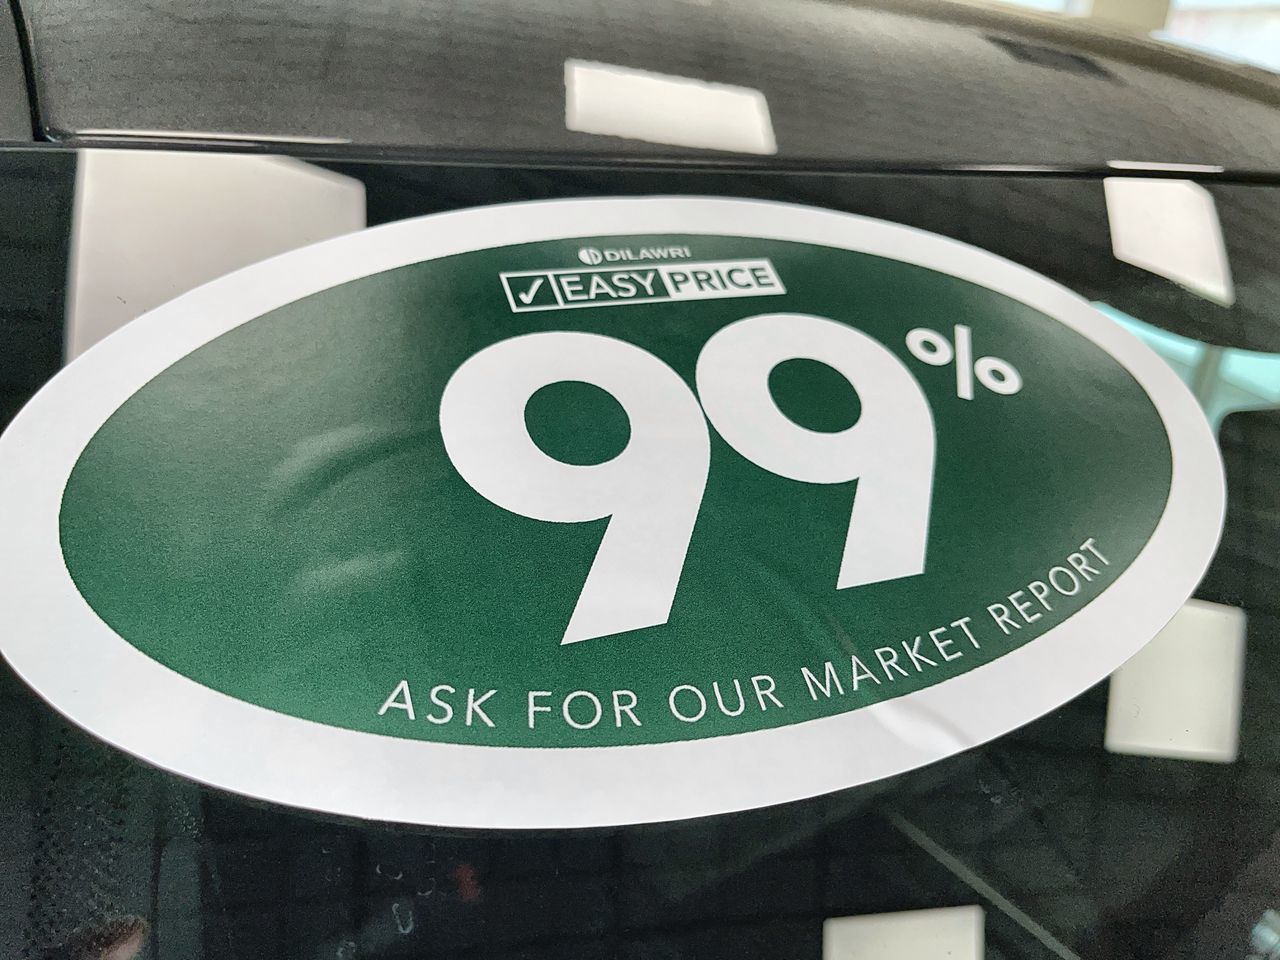 DILAWRI
✓ EASY PRICE
99%
ASK FOR OUR MARKET REPORT